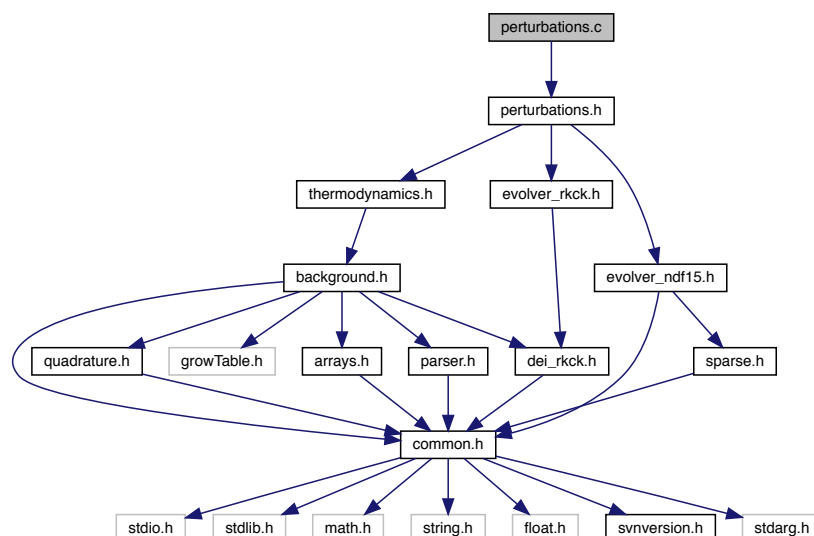 perturbations.c
perturbations.h
thermodynamics.h
evolver_rkck.h
background.h
evolver_ndf15.h
quadrature.h
growTable.h
arrays.h
parser.h
dei_rkck.h
sparse.h
common.h
stdio.h
stdlib.h
math.h
string.h
float.h
svnversion.h
stdarg.h